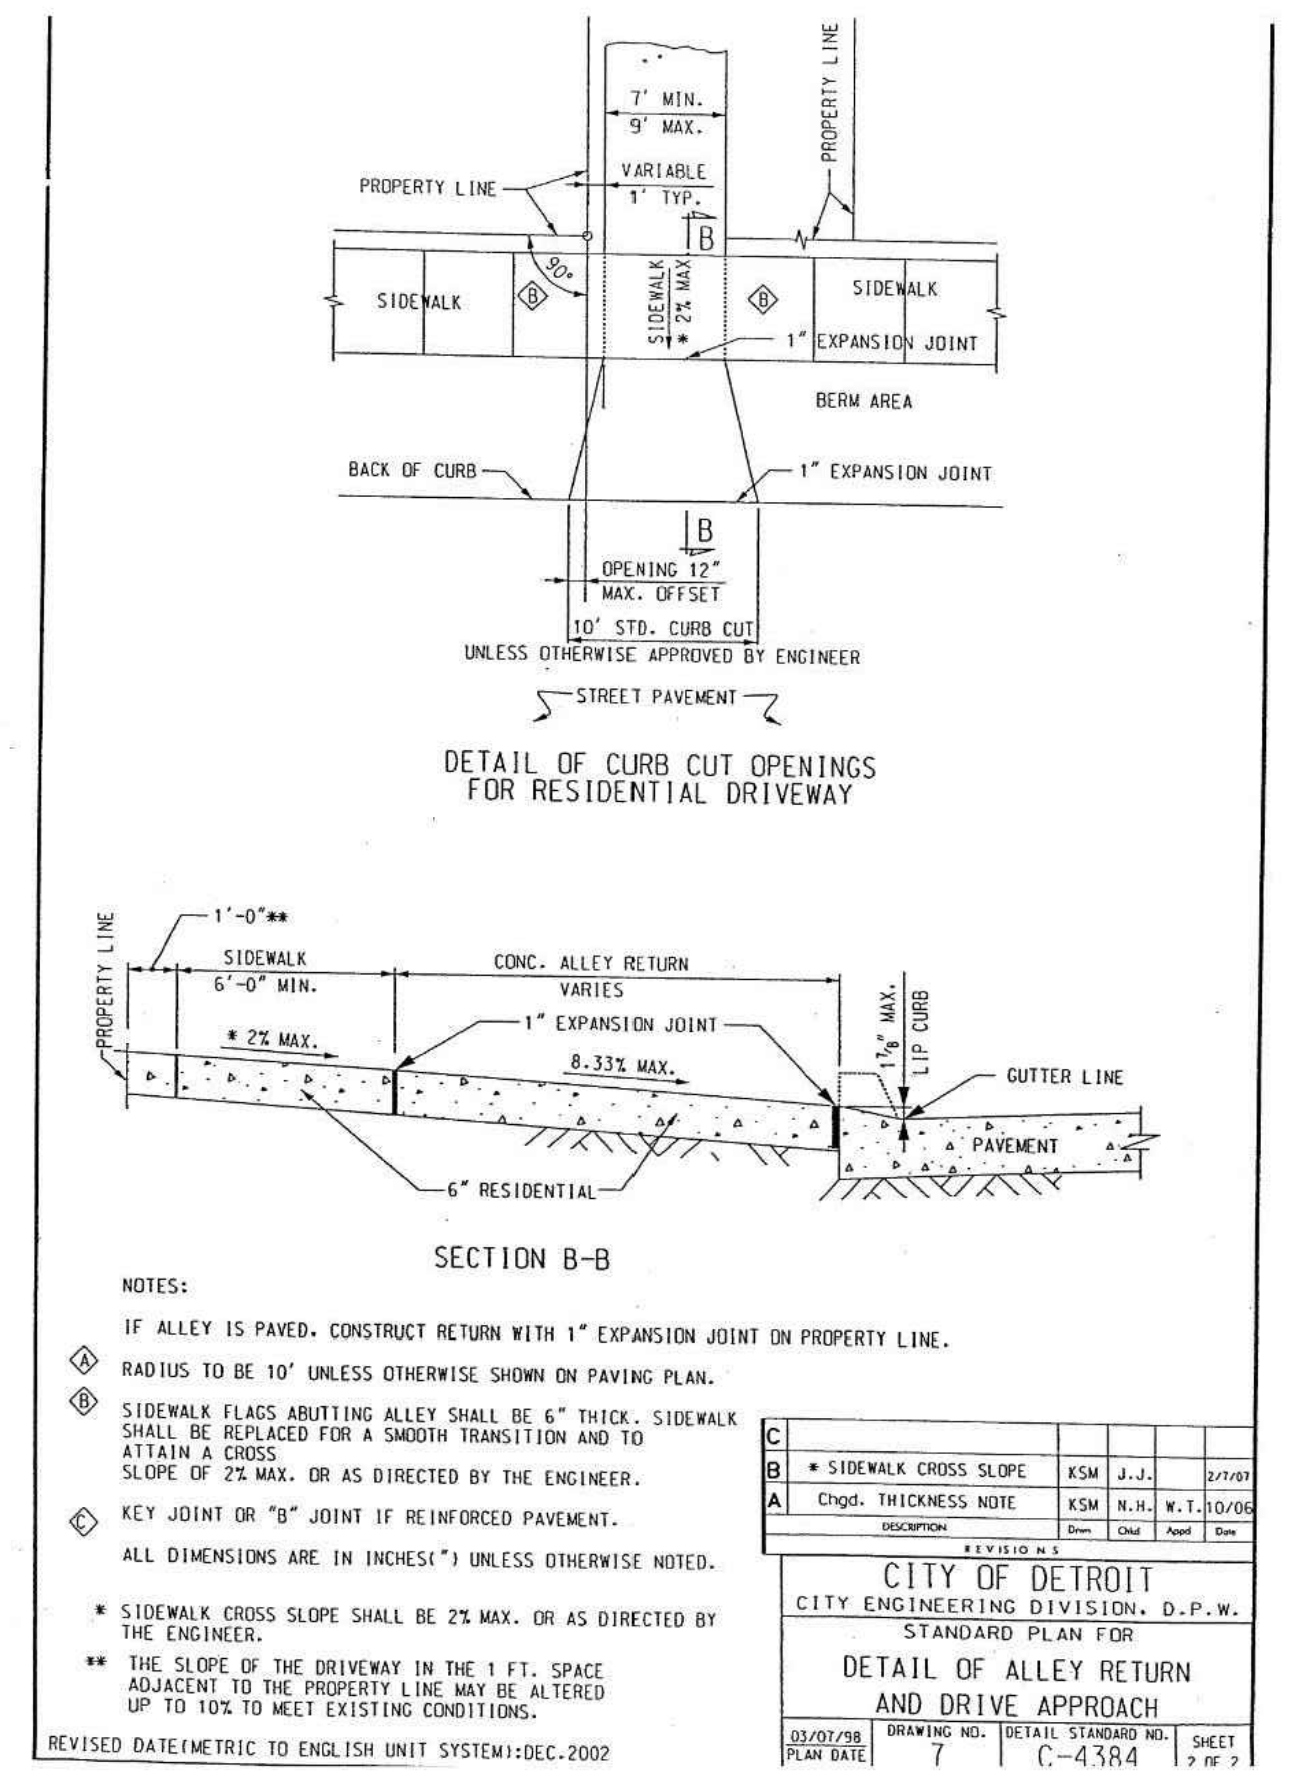 PROPERTY LINE
7' MIN.
9' MAX.
PROPERTY LINE
VARIABLE
1' TYP.
B
90°
SIDEWALK
B
SIDEWALK
* 2% MAX
B
SIDEWALK
1" EXPANSION JOINT
BERM AREA
BACK OF CURB
1" EXPANSION JOINT
B
OPENING 12"
MAX. OFFSET
10' STD. CURB CUT
UNLESS OTHERWISE APPROVED BY ENGINEER
STREET PAVEMENT
DETAIL OF CURB CUT OPENINGS
FOR RESIDENTIAL DRIVEWAY
PROPERTY LINE
1'-0"**
SIDEWALK
6'-0" MIN.
CONC. ALLEY RETURN
VARIES
* 2% MAX.
1" EXPANSION JOINT
8.33% MAX.
1⅞" MAX.
LIP CURB
GUTTER LINE
PAVEMENT
6" RESIDENTIAL
SECTION B-B
NOTES:
IF ALLEY IS PAVED. CONSTRUCT RETURN WITH 1" EXPANSION JOINT ON PROPERTY LINE.
A RADIUS TO BE 10' UNLESS OTHERWISE SHOWN ON PAVING PLAN.
B SIDEWALK FLAGS ABUTTING ALLEY SHALL BE 6" THICK. SIDEWALK
SHALL BE REPLACED FOR A SMOOTH TRANSITION AND TO
ATTAIN A CROSS
SLOPE OF 2% MAX. OR AS DIRECTED BY THE ENGINEER.
C KEY JOINT OR "B" JOINT IF REINFORCED PAVEMENT.
ALL DIMENSIONS ARE IN INCHES(") UNLESS OTHERWISE NOTED.
* SIDEWALK CROSS SLOPE SHALL BE 2% MAX. OR AS DIRECTED BY
THE ENGINEER.
** THE SLOPE OF THE DRIVEWAY IN THE 1 FT. SPACE
ADJACENT TO THE PROPERTY LINE MAY BE ALTERED
UP TO 10% TO MEET EXISTING CONDITIONS.
REVISED DATE(METRIC TO ENGLISH UNIT SYSTEM):DEC.2002
C
B * SIDEWALK CROSS SLOPE KSM J.J. 2/7/07
A Chgd. THICKNESS NOTE KSM N.H. W.T. 10/06
DESCRIPTION Drwn Chkd Appd Date
REVISIONS
CITY OF DETROIT
CITY ENGINEERING DIVISION. D.P.W.
STANDARD PLAN FOR
DETAIL OF ALLEY RETURN
AND DRIVE APPROACH
03/07/98
PLAN DATE
DRAWING NO.
7
DETAIL STANDARD NO.
C-4384
SHEET
2 OF 2